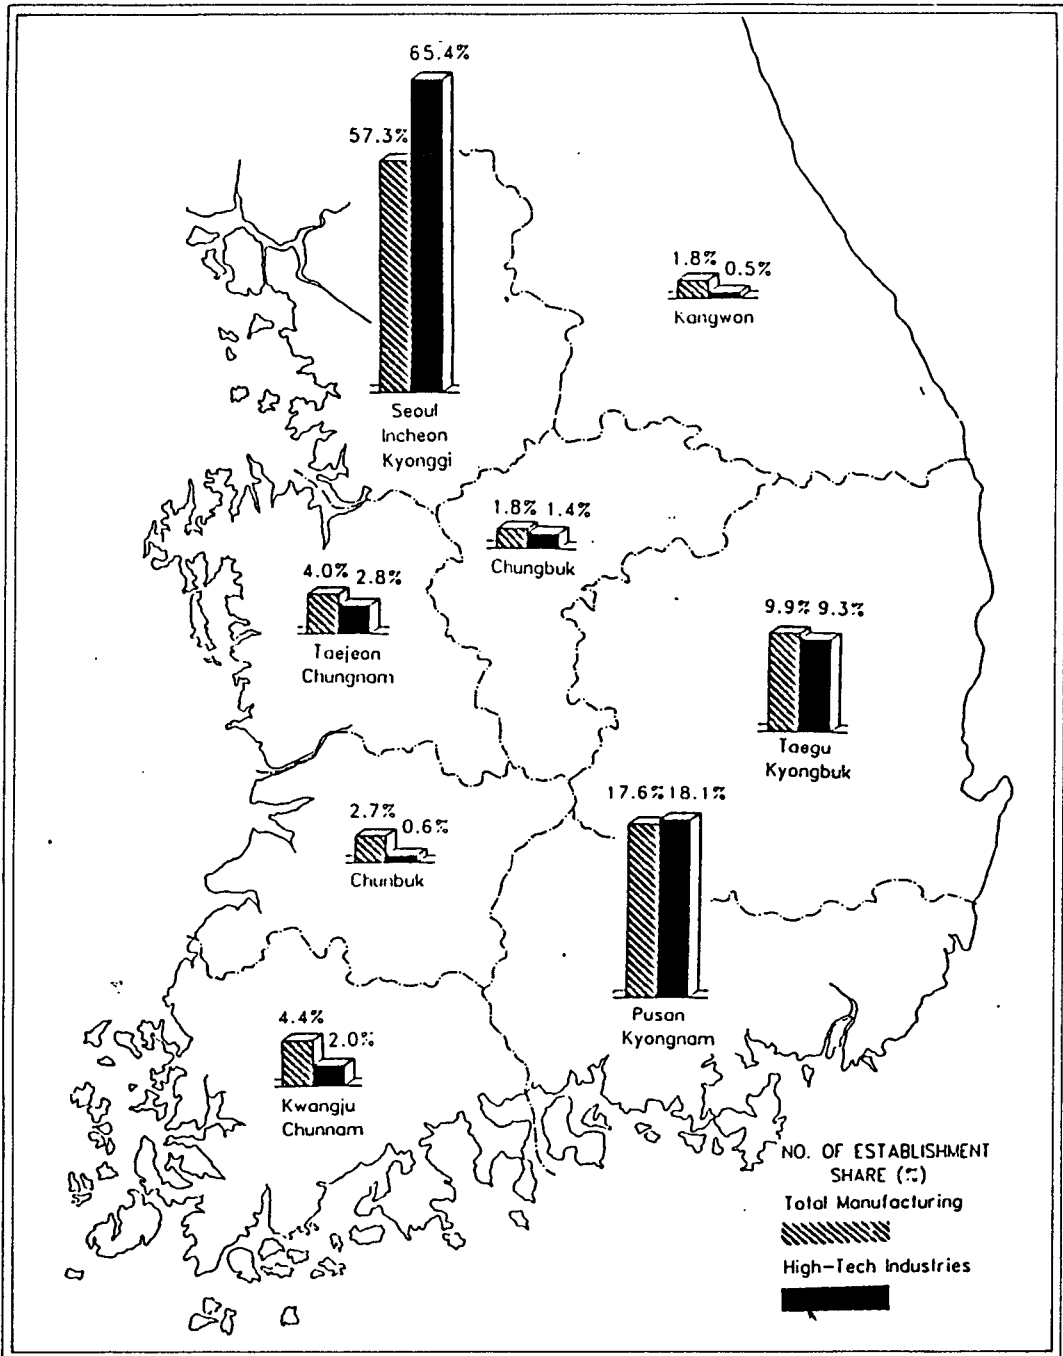 65.4%
57.3%
Seoul
Incheon
Kyonggi
1.8% 0.5%
Kangwon
1.8% 1.4%
Chungbuk
4.0% 2.8%
Taejeon
Chungnam
9.9% 9.3%
Taegu
Kyongbuk
2.7% 0.6%
Chunbuk
17.6% 18.1%
Pusan
Kyongnam
4.4%
2.0%
Kwangju
Chunnam
NO. OF ESTABLISHMENT
SHARE (%)
Total Manufacturing
High-Tech Industries